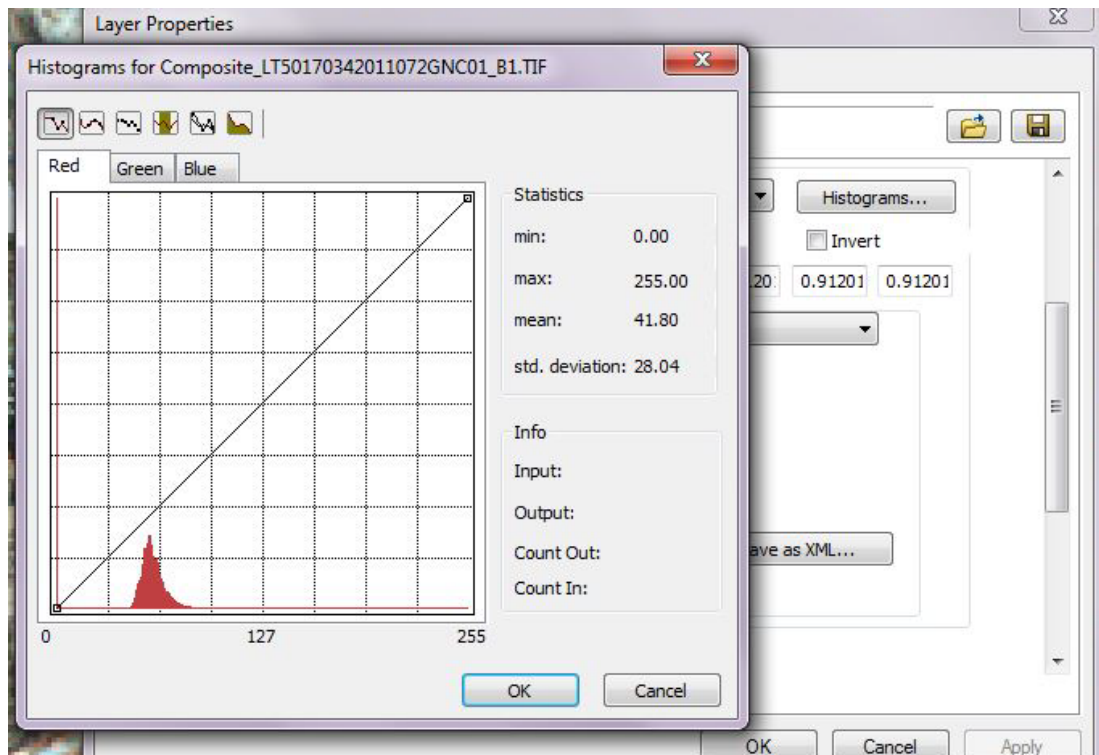 Layer Properties
Histograms for Composite_LT50170342011072GNC01_B1.TIF
Red Green Blue
Statistics
min: 0.00
max: 255.00
mean: 41.80
std. deviation: 28.04
Info
Input:
Output:
Count Out:
Count In:
0 127 255
OK Cancel
Histograms...
Invert
0.91201 0.91201
ave as XML...
OK Cancel Apply